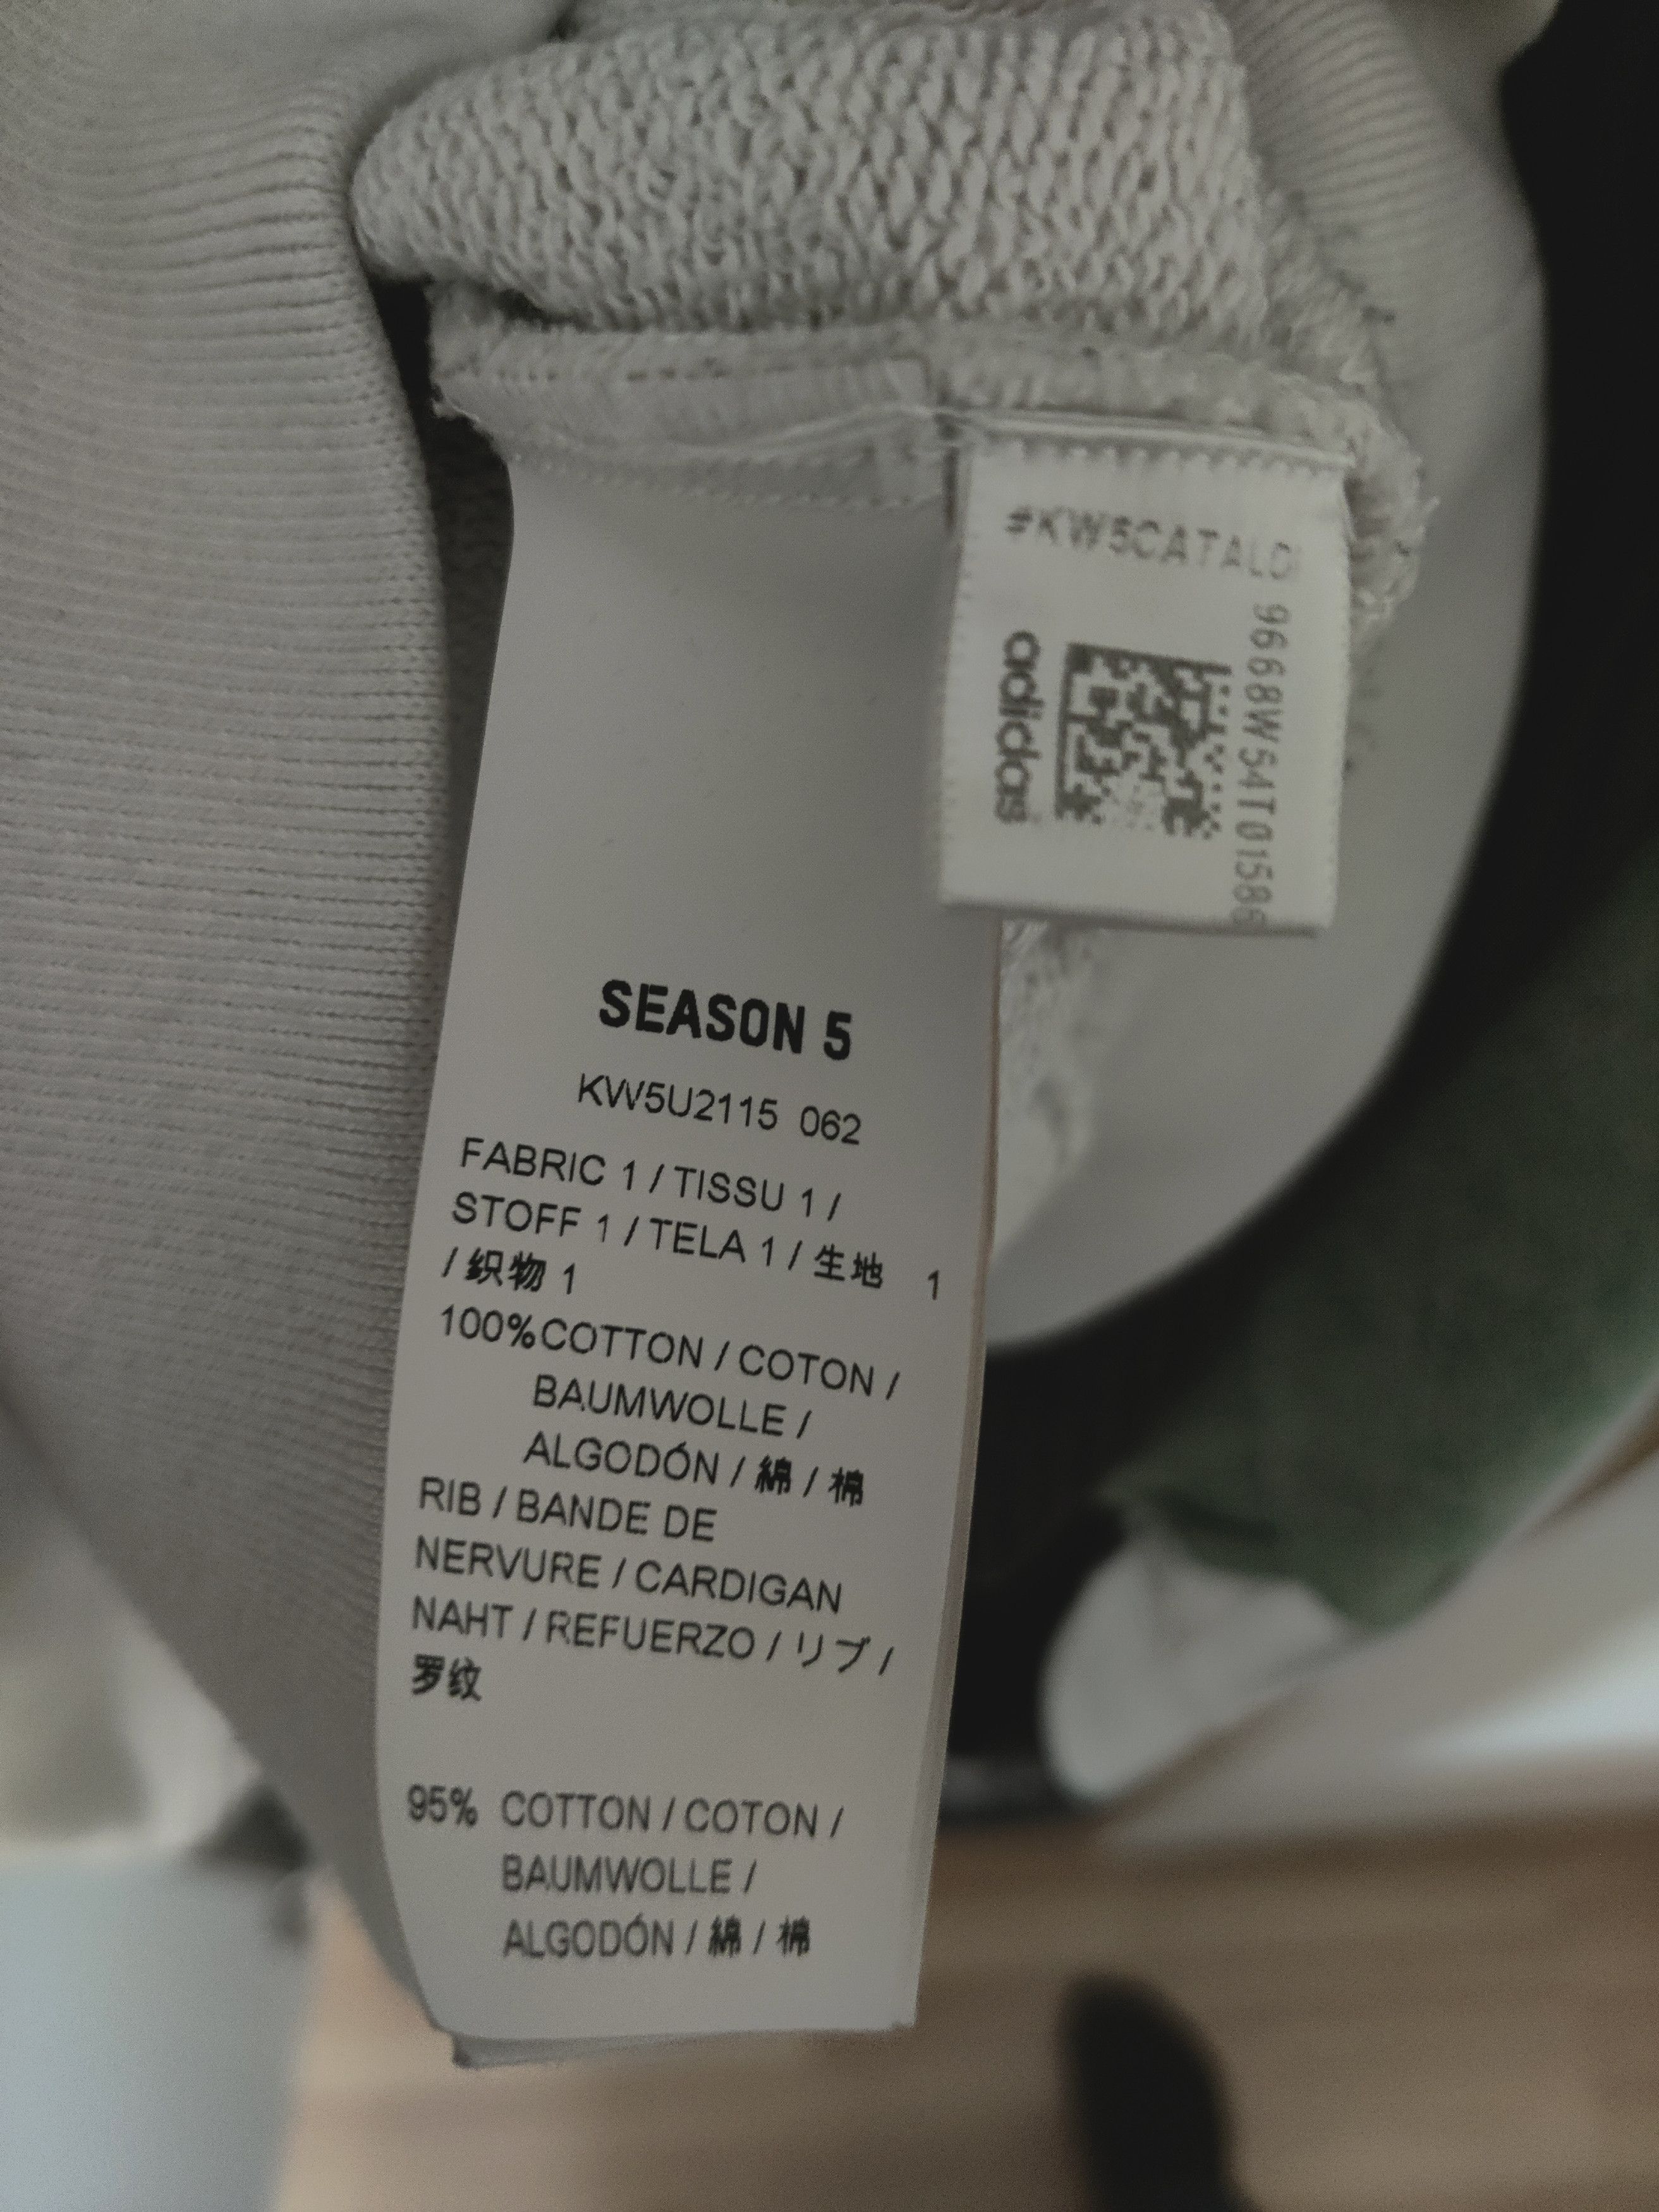 #KW5CATALO
adidas
9668W54T01586
SEASON 5
KW5U2115 062
FABRIC 1 / TISSU 1 /
STOFF 1 / TELA 1 / 生地 1
/ 织物 1
100%COTTON / COTON /
BAUMWOLLE /
ALGODÓN / 綿 / 棉
RIB / BANDE DE
NERVURE / CARDIGAN
NAHT / REFUERZO / リブ /
罗纹
95% COTTON / COTON /
BAUMWOLLE /
ALGODÓN / 綿 / 棉